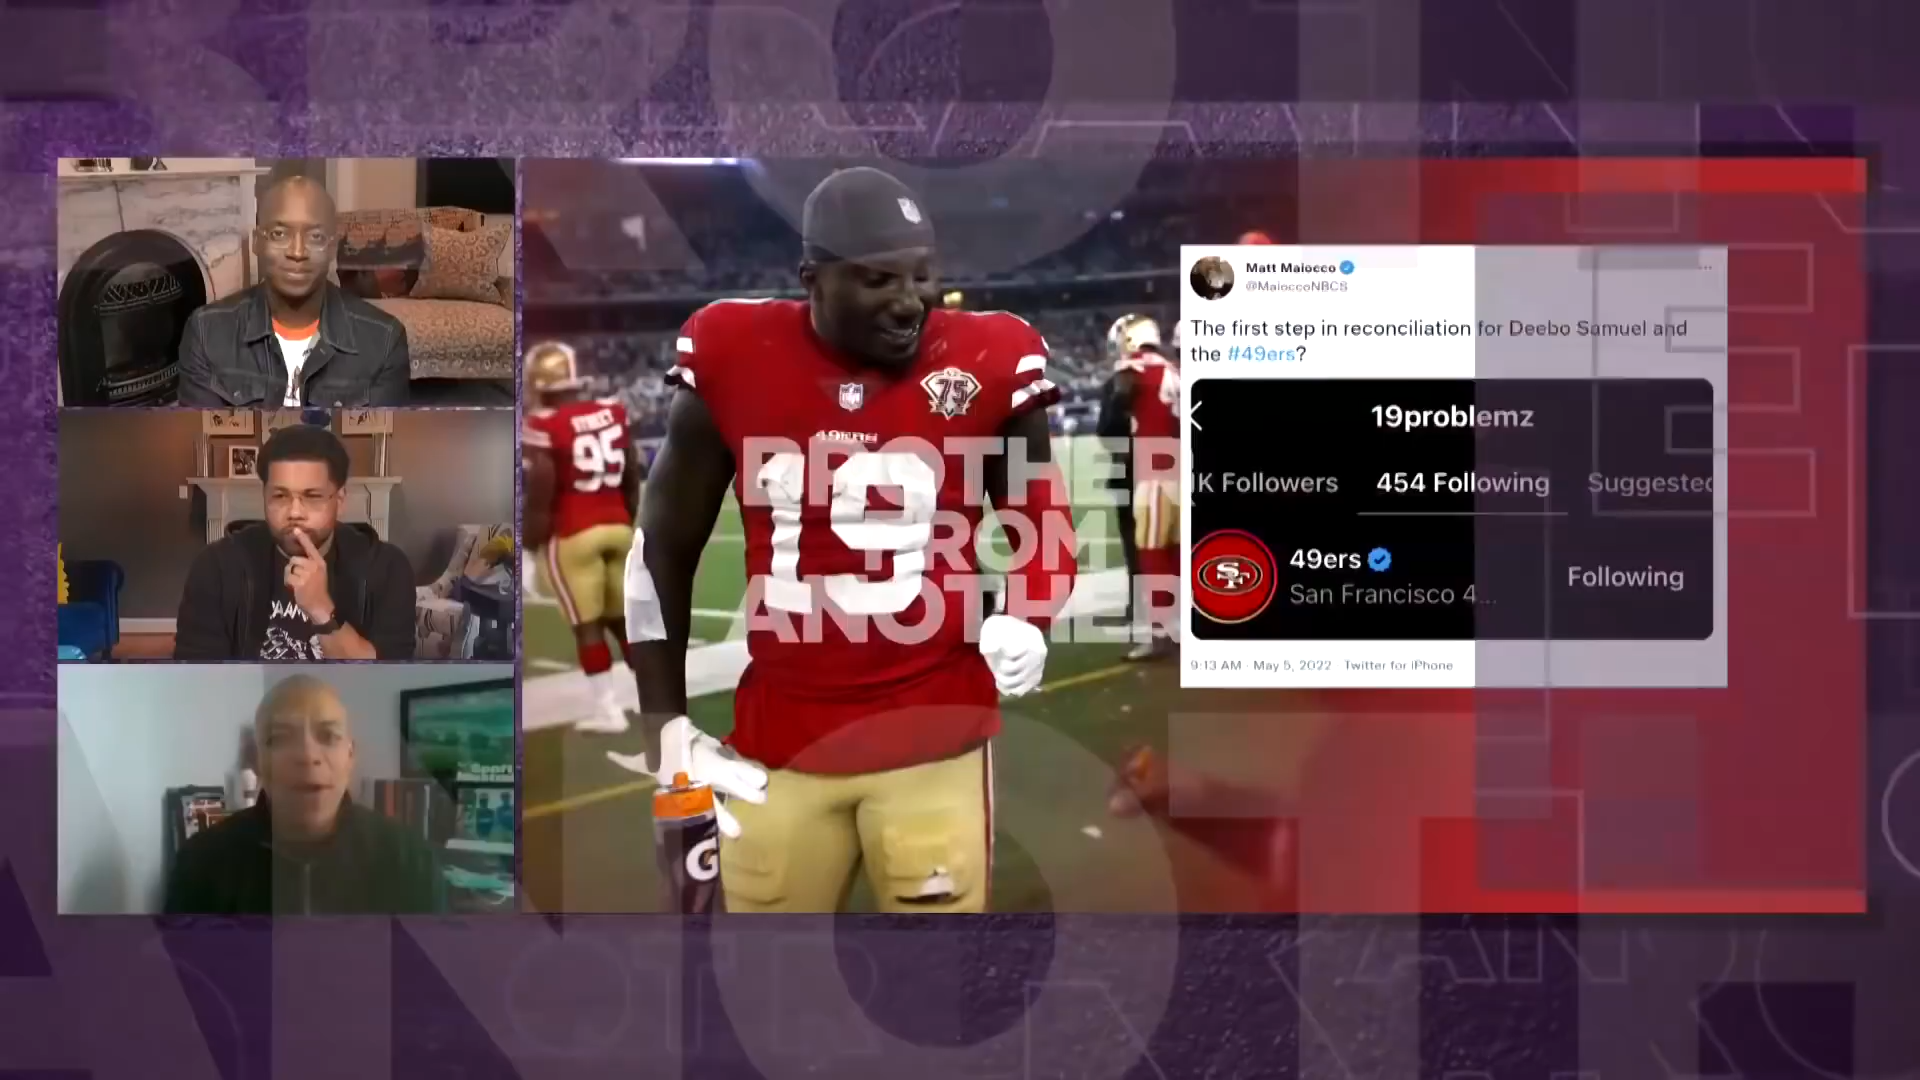 BROTHER
FROM
ANOTHER
STREET
95
75
49ERS
19
G
Matt Maiocco
@MaioccoNBCS
The first step in reconciliation for Deebo Samuel and
the #49ers?
19problemz
K Followers
454 Following
Suggested
49ers
San Francisco 4...
Following
9:13 AM · May 5, 2022 Twitter for iPhone